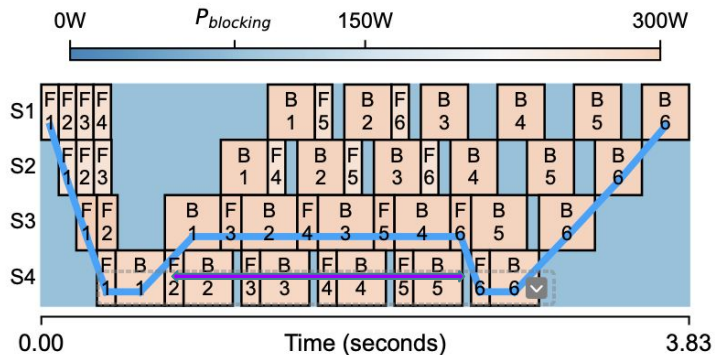 0W P_blocking 150W 300W
S1 F 1 F 2 F 3 F 4 B 1 F 5 B 2 F 6 B 3 B 4 B 5 B 6
S2 F 1 F 2 F 3 B 1 F 4 B 2 F 5 B 3 F 6 B 4 B 5 B 6
S3 F 1 F 2 B 1 F 3 B 2 F 4 B 3 F 5 B 4 F 6 B 5 B 6
S4 F 1 B 1 F 2 B 2 F 3 B 3 F 4 B 4 F 5 B 5 F 6 B 6
0.00 Time (seconds) 3.83